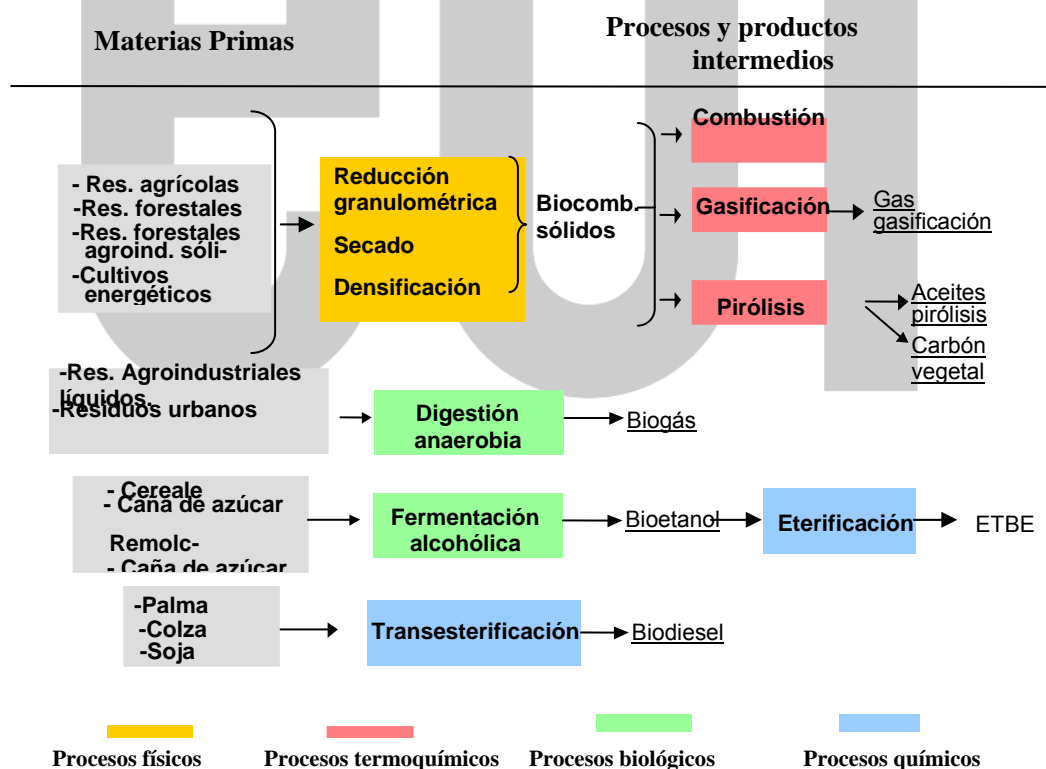 Materias Primas
Procesos y productos
intermedios
- Res. agrícolas
-Res. forestales
-Res. forestales
agroind. sóli-
-Cultivos
energéticos
Reducción
granulométrica
Secado
Densificación
Biocomb.
sólidos
Combustión
Gasificación
Gas
gasificación
Pirólisis
Aceites
pirólisis
Carbón
vegetal
-Res. Agroindustriales
líquidos.
-Residuos urbanos
Digestión
anaerobia
Biogás
- Cereale
- Caña de azúcar
Remolc-
- Caña de azúcar
Fermentación
alcohólica
Bioetanol
Eterificación
ETBE
-Palma
-Colza
-Soja
Transesterificación
Biodiesel
Procesos físicos
Procesos termoquímicos
Procesos biológicos
Procesos químicos